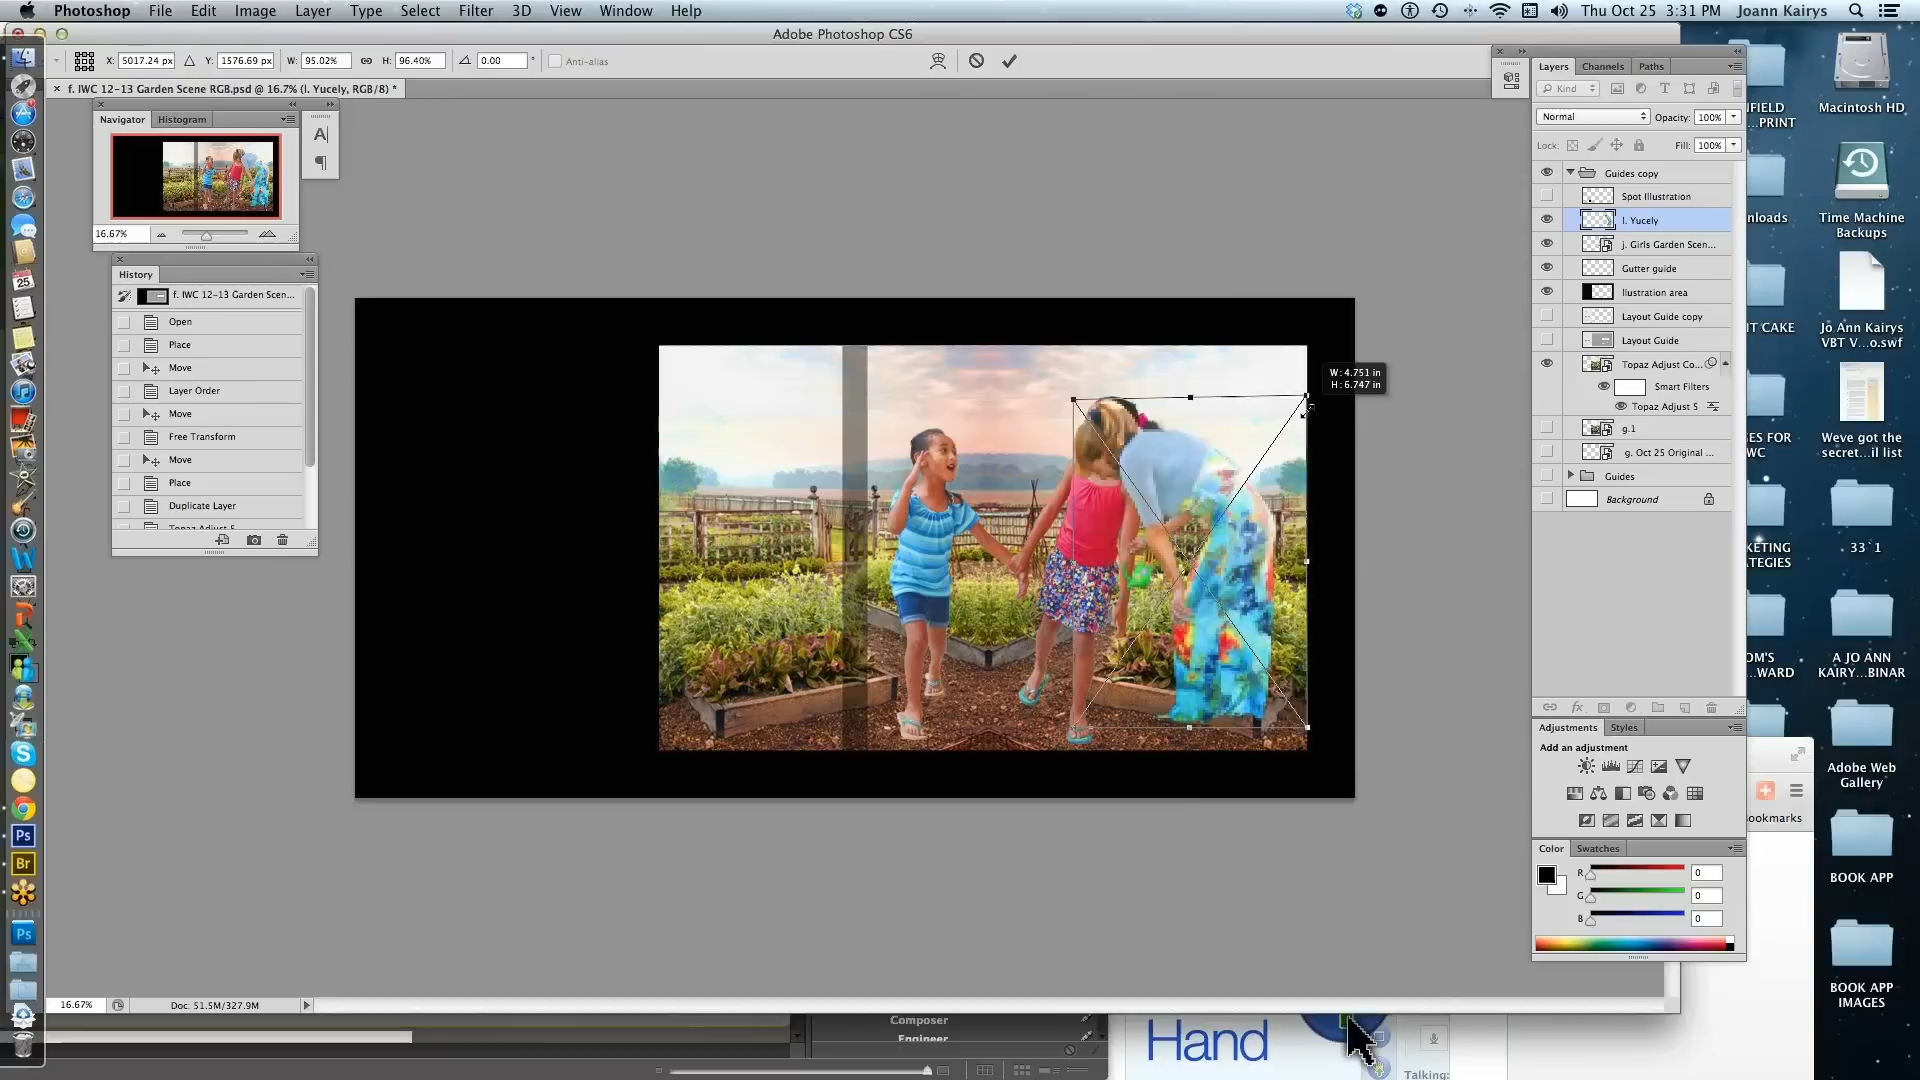 Photoshop File Edit Image Layer Type Select Filter 3D View Window Help
Thu Oct 25 3:31 PM Joann Kairys
Adobe Photoshop CS6
X: 5017.24 px Y: 1576.69 px W: 95.02% H: 96.40% 0.00 ° Anti-alias
f. IWC 12-13 Garden Scene RGB.psd @ 16.7% (l. Yucely, RGB/8) *
Navigator Histogram
16.67%
History
f. IWC 12-13 Garden Scen...
Open
Place
Move
Layer Order
Move
Free Transform
Move
Place
Duplicate Layer
W: 4.751 in
H: 6.747 in
Layers Channels Paths
Kind
Normal Opacity: 100%
Lock: Fill: 100%
Guides copy
Spot Illustration
l. Yucely
j. Girls Garden Scen...
Gutter guide
Ilustration area
Layout Guide copy
Layout Guide
Topaz Adjust Co...
Smart Filters
Topaz Adjust 5
g.1
g. Oct 25 Original ...
Guides
Background
Adjustments Styles
Add an adjustment
Color Swatches
R 0
G 0
B 0
16.67% Doc: 51.5M/327.9M
Composer
Engineer
Hand
Talking:
ookmarks
Macintosh HD
IFIELD
...PRINT
Time Machine
Backups
nloads
Jo Ann Kairys
VBT V...o.swf
IT CAKE
Weve got the
secret...il list
ES FOR
WC
33`1
KETING
ATEGIES
A JO ANN
KAIRY...BINAR
OM'S
...WARD
Adobe Web
Gallery
BOOK APP
BOOK APP
IMAGES